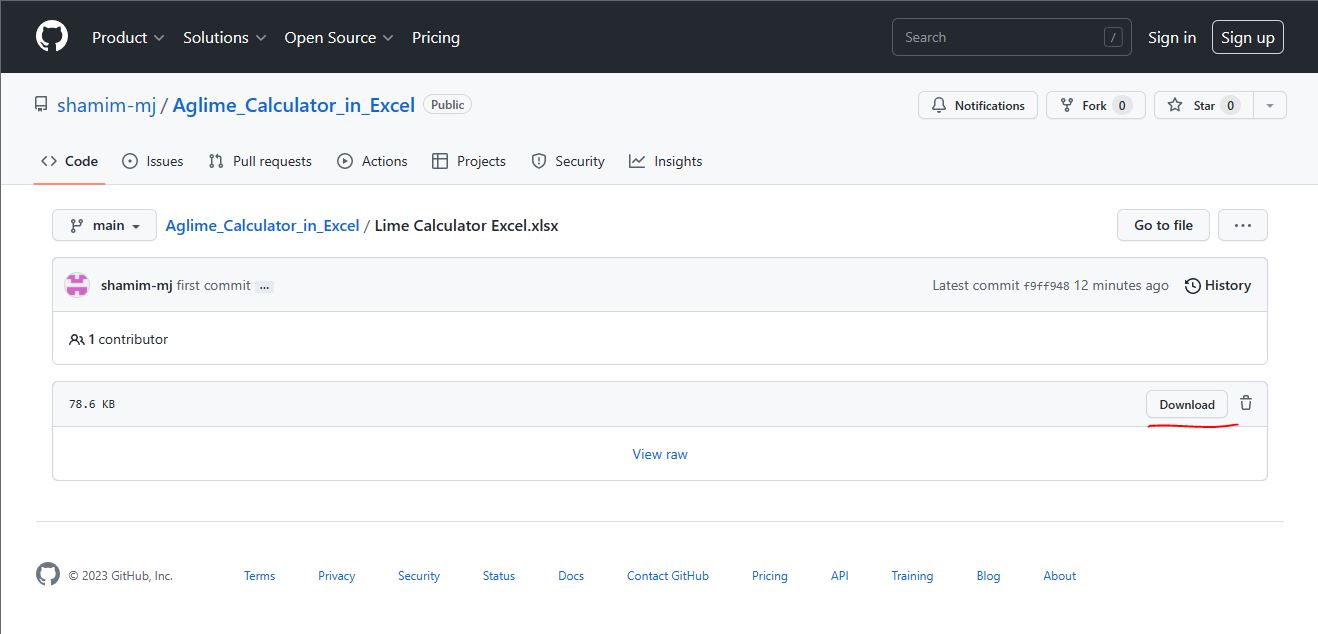 Product Solutions Open Source Pricing Search / Sign in Sign up
shamim-mj / Aglime_Calculator_in_Excel Public Notifications Fork 0 Star 0
Code Issues Pull requests Actions Projects Security Insights
main Aglime_Calculator_in_Excel / Lime Calculator Excel.xlsx Go to file ...
shamim-mj first commit ... Latest commit f9ff948 12 minutes ago History
1 contributor
78.6 KB Download
View raw
© 2023 GitHub, Inc. Terms Privacy Security Status Docs Contact GitHub Pricing API Training Blog About